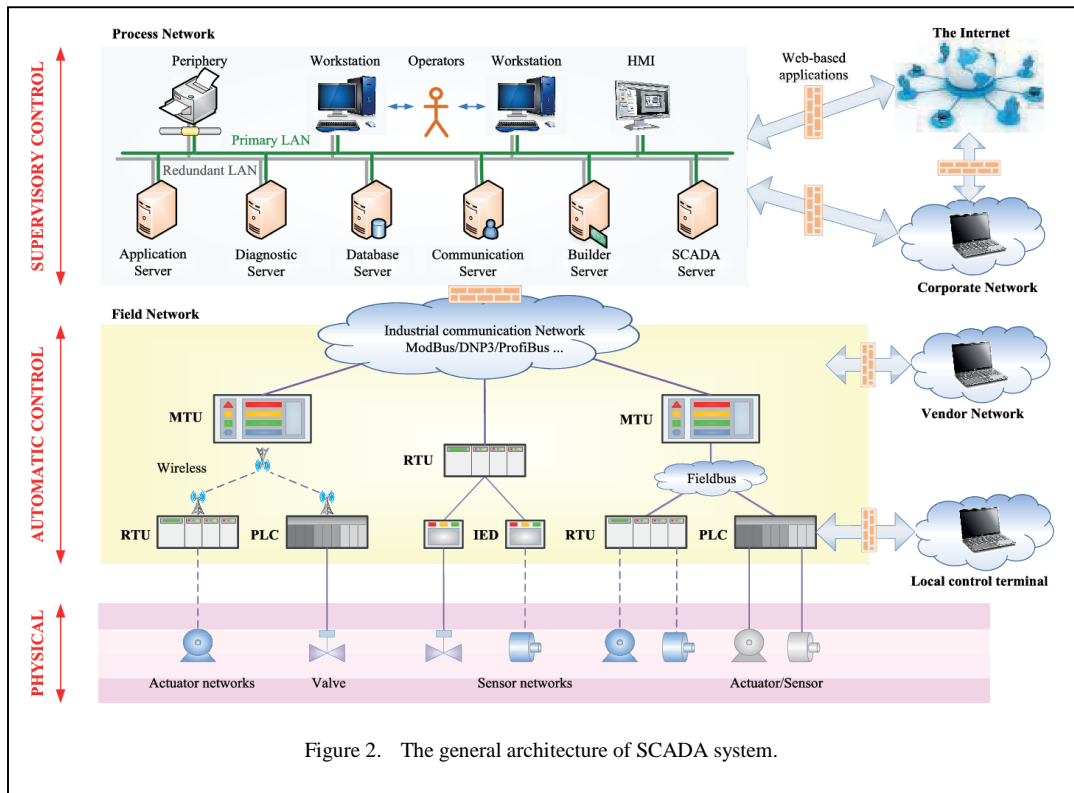 Process Network
The Internet
Periphery
Workstation
Operators
Workstation
HMI
Web-based
applications
Primary LAN
Redundant LAN
Application
Server
Diagnostic
Server
Database
Server
Communication
Server
Builder
Server
SCADA
Server
Corporate Network
SUPERVISORY CONTROL
Field Network
Industrial communication Network
ModBus/DNP3/ProfiBus ...
MTU
MTU
Vendor Network
Wireless
RTU
Fieldbus
RTU
PLC
IED
RTU
PLC
Local control terminal
AUTOMATIC CONTROL
PHYSICAL
Actuator networks
Valve
Sensor networks
Actuator/Sensor
Figure 2. The general architecture of SCADA system.